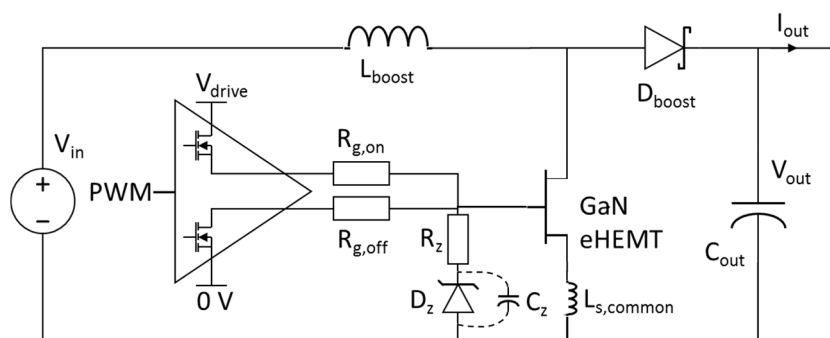 V_in
+
−
L_boost
V_drive
PWM
0 V
R_g,on
R_g,off
R_z
D_z
C_z
GaN
eHEMT
L_s,common
D_boost
I_out
V_out
C_out